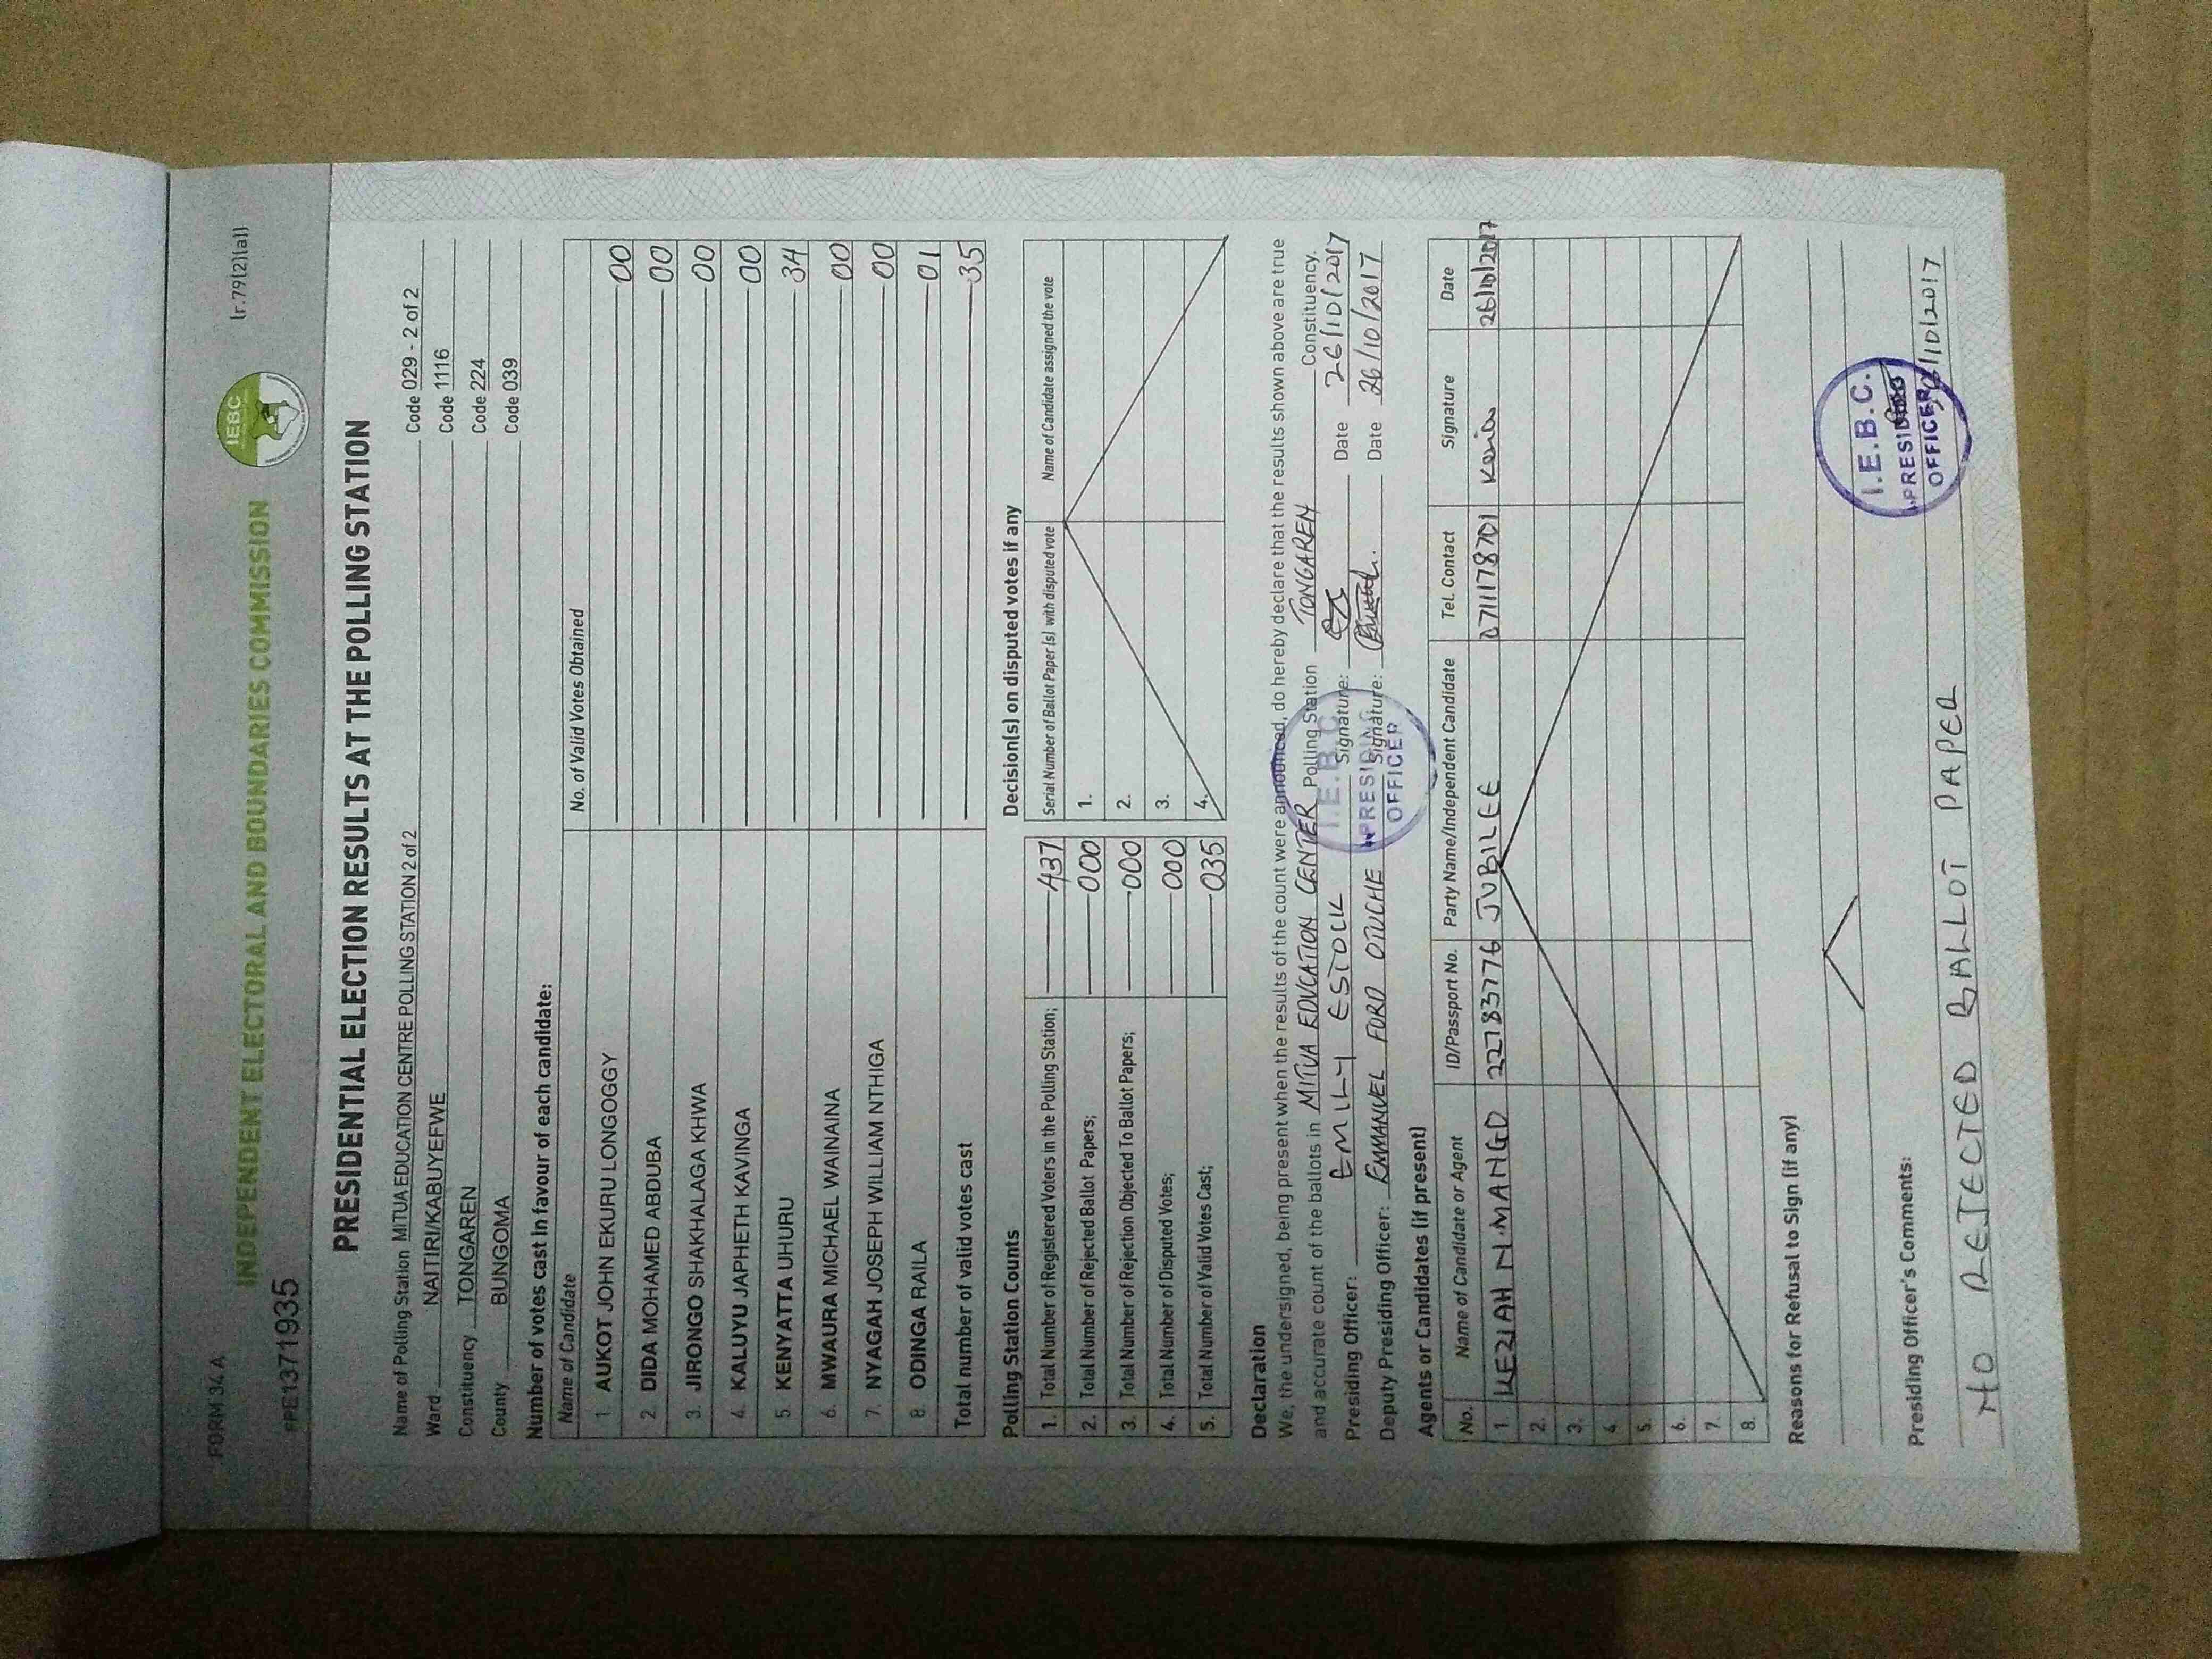 FORM 34A
(r.79(2)(a))
INDEPENDENT ELECTORAL AND BOUNDARIES COMMISSION
IEBC
PPE1371935
PRESIDENTIAL ELECTION RESULTS AT THE POLLING STATION
Name of Polling Station MITUA EDUCATION CENTRE POLLING STATION 2 of 2 Code 029 - 2 of 2
Ward NAITIRI/KABUYEFWE Code 1116
Constituency TONGAREN Code 224
County BUNGOMA Code 039
Number of votes cast in favour of each candidate:
Name of Candidate No. of Valid Votes Obtained
1 AUKOT JOHN EKURU LONGOGGY 00
2 DIDA MOHAMED ABDUBA 00
3. JIRONGO SHAKHALAGA KHWA 00
4. KALUYU JAPHETH KAVINGA 00
5. KENYATTA UHURU 34
6. MWAURA MICHAEL WAINAINA 00
7. NYAGAH JOSEPH WILLIAM NTHIGA 00
8. ODINGA RAILA 01
Total number of valid votes cast 35
Polling Station Counts
1. Total Number of Registered Voters in the Polling Station; 437
2. Total Number of Rejected Ballot Papers; 000
3. Total Number of Rejection Objected To Ballot Papers; 000
4. Total Number of Disputed Votes; 000
5. Total Number of Valid Votes Cast; 035
Decision(s) on disputed votes if any
Serial Number of Ballot Paper (s) with disputed vote Name of Candidate assigned the vote
1.
2.
3.
4.
Declaration
We, the undersigned, being present when the results of the count were announced, do hereby declare that the results shown above are true
and accurate count of the ballots in MITUA EDUCATION CENTER Polling Station TONGAREN Constituency.
Presiding Officer: EMILY ESTOCK Signature: Date 26/10/2017
Deputy Presiding Officer: EMMANUEL FORD OTUCHE Signature: Date 26/10/2017
I.E.B.C.
PRESIDING
OFFICER
Agents or Candidates (if present)
No. Name of Candidate or Agent ID/Passport No. Party Name/Independent Candidate Tel. Contact Signature Date
1. KEZIAH N. MANGO 22783776 JUBILEE 0711178701 26/10/2017
2.
3.
4
5.
6.
7.
8.
Reasons for Refusal to Sign (if any)
Presiding Officer's Comments:
NO REJECTED BALLOT PAPER
I.E.B.C.
PRESIDING
OFFICER
26/10/2017